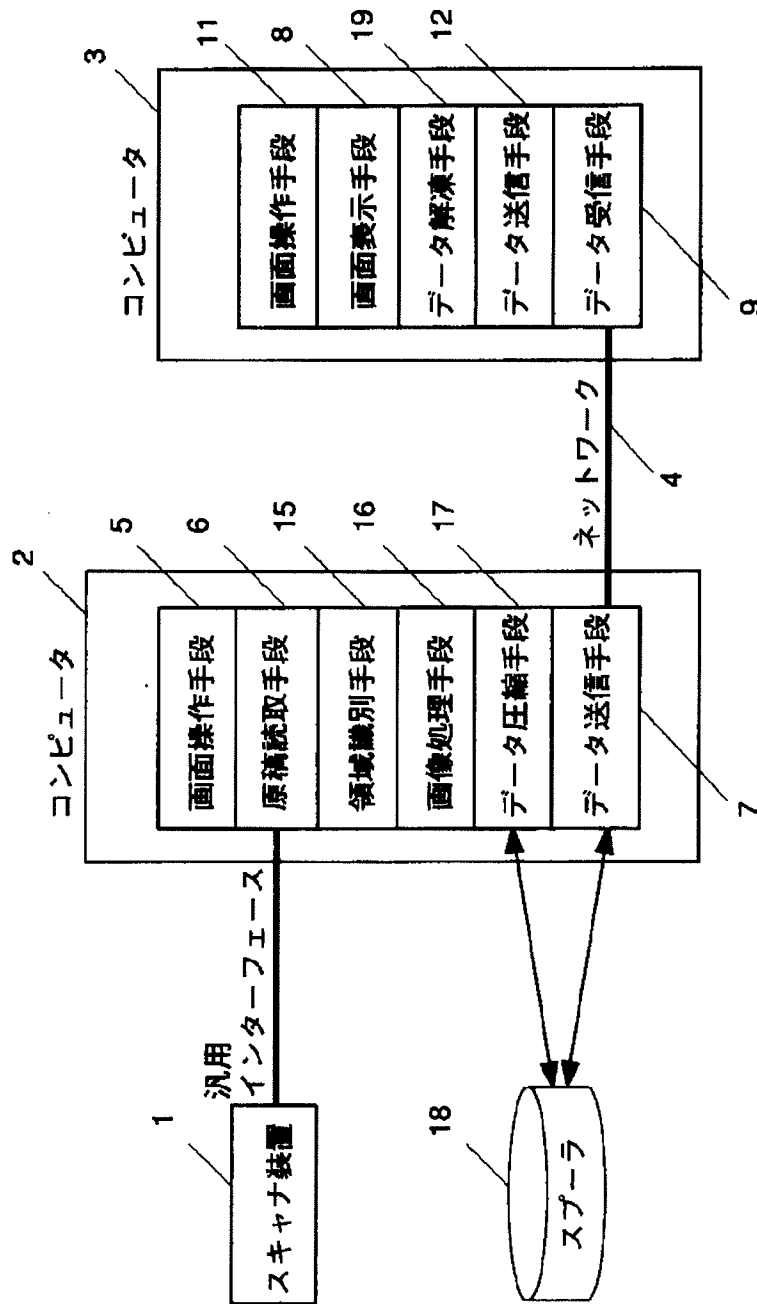 1
スキャナ装置
汎用
インターフェース
18
スプーラ
コンピュータ
2
画面操作手段
5
原稿読取手段
6
領域識別手段
15
画像処理手段
16
データ圧縮手段
17
データ送信手段
7
ネットワーク
4
コンピュータ
3
画面操作手段
11
画面表示手段
8
データ解凍手段
19
データ送信手段
12
データ受信手段
9